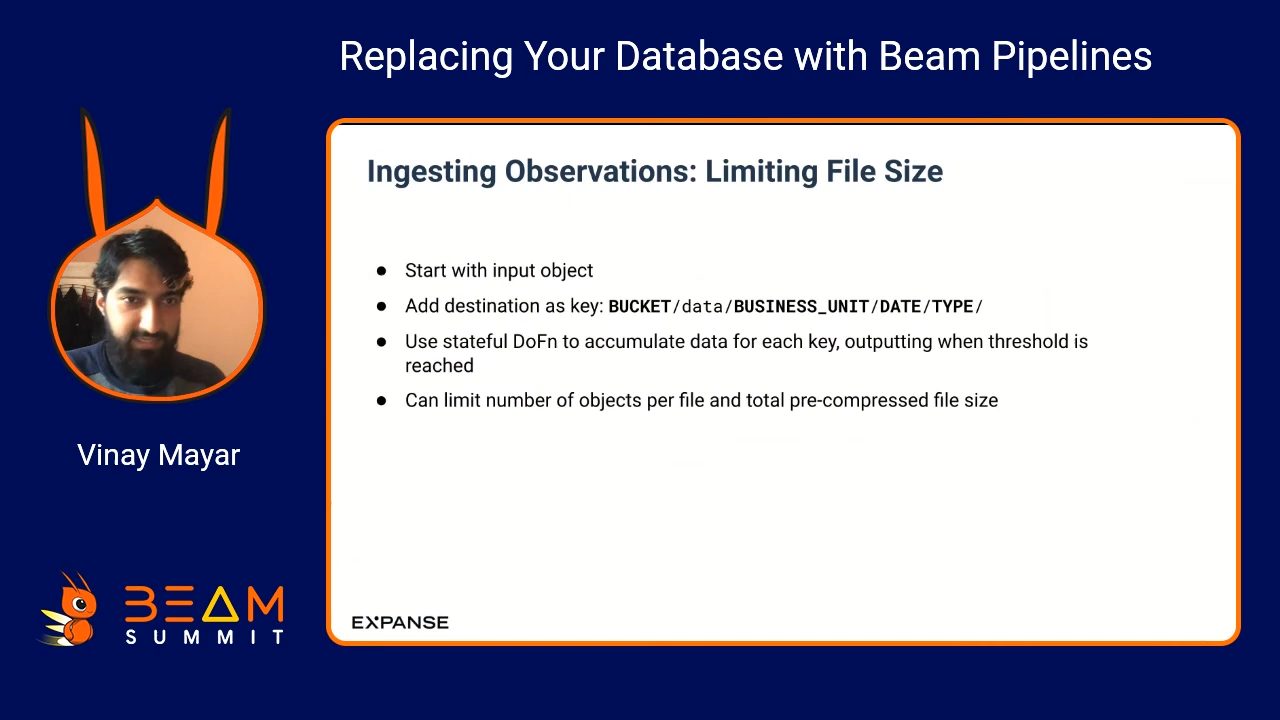 Replacing Your Database with Beam Pipelines
Ingesting Observations: Limiting File Size
● Start with input object
● Add destination as key: BUCKET/data/BUSINESS_UNIT/DATE/TYPE/
● Use stateful DoFn to accumulate data for each key, outputting when threshold is
reached
● Can limit number of objects per file and total pre-compressed file size
EXPANSE
Vinay Mayar
BEAM
SUMMIT